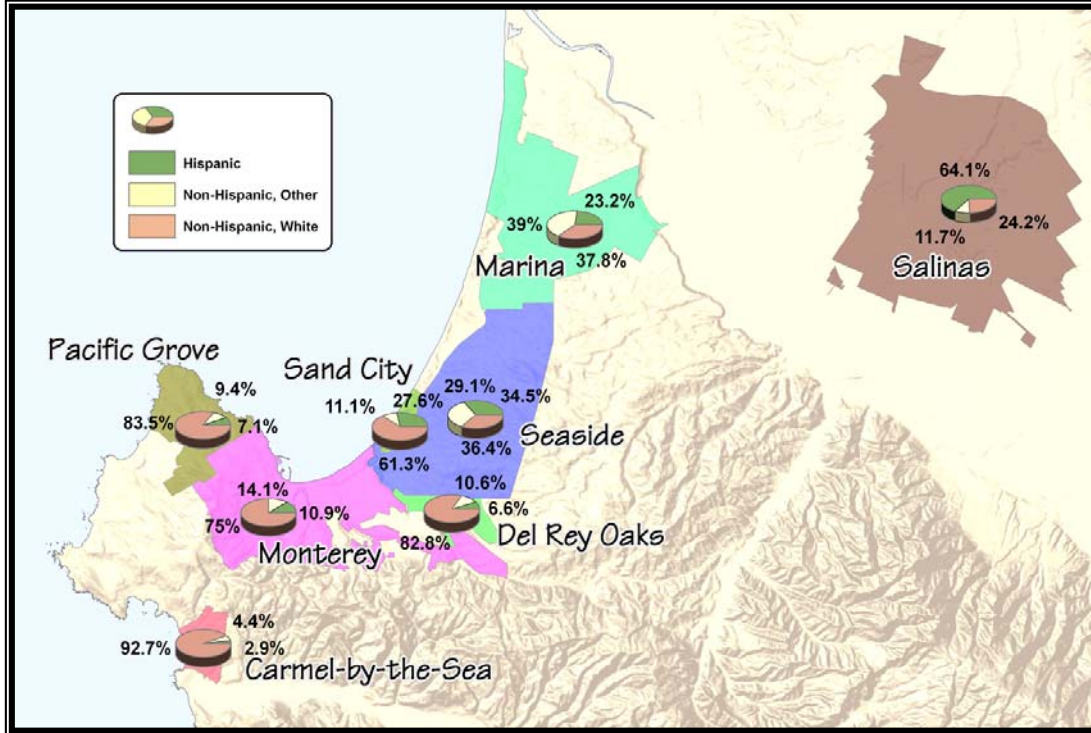 Hispanic
Non-Hispanic, Other
Non-Hispanic, White
64.1%
24.2%
11.7%
Salinas
23.2%
39%
37.8%
Marina
Pacific Grove
9.4%
83.5%
7.1%
Sand City
27.6%
11.1%
61.3%
29.1%
34.5%
36.4%
Seaside
14.1%
10.9%
75%
Monterey
10.6%
6.6%
82.8%
Del Rey Oaks
4.4%
92.7%
2.9%
Carmel-by-the-Sea